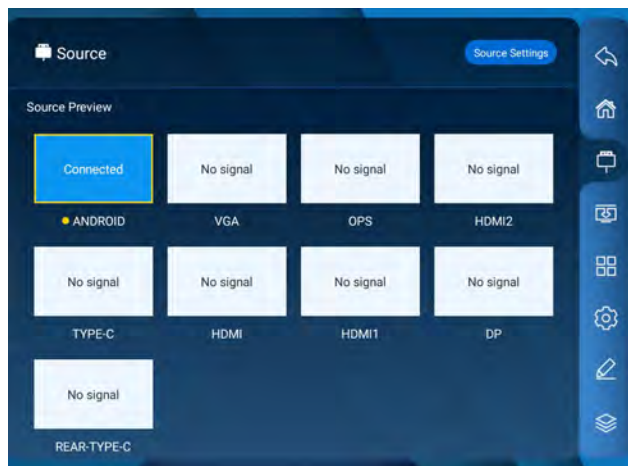 Source
Source Settings
Source Preview
Connected
No signal
No signal
No signal
ANDROID
VGA
OPS
HDMI2
No signal
No signal
No signal
No signal
TYPE-C
HDMI
HDMI1
DP
No signal
REAR-TYPE-C